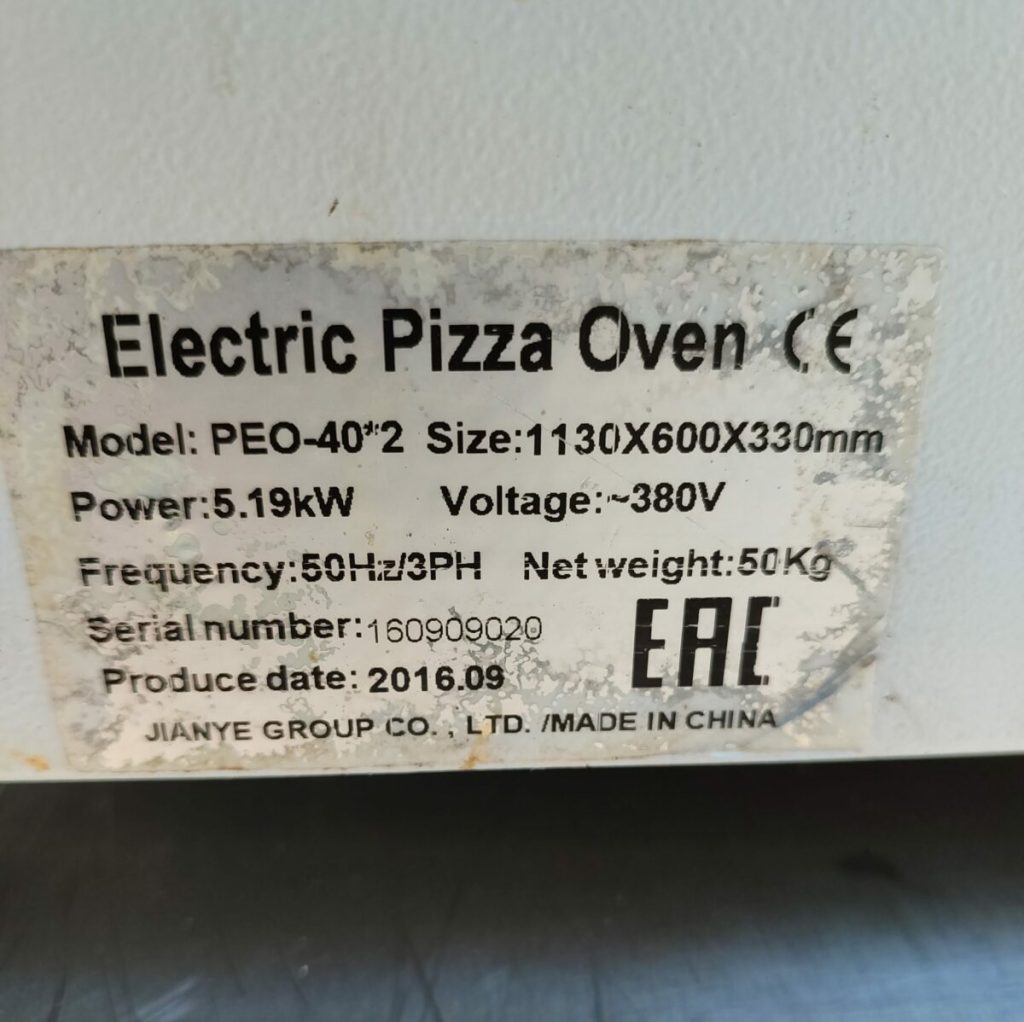 Electric Pizza Oven CE
Model: PEO-40*2 Size:1130X600X330mm
Power:5.19kW Voltage:~380V
Frequency:50Hz/3PH Net weight:50Kg
Serial number:160909020
EAC
Produce date: 2016.09
JIANYE GROUP CO. , LTD. /MADE IN CHINA